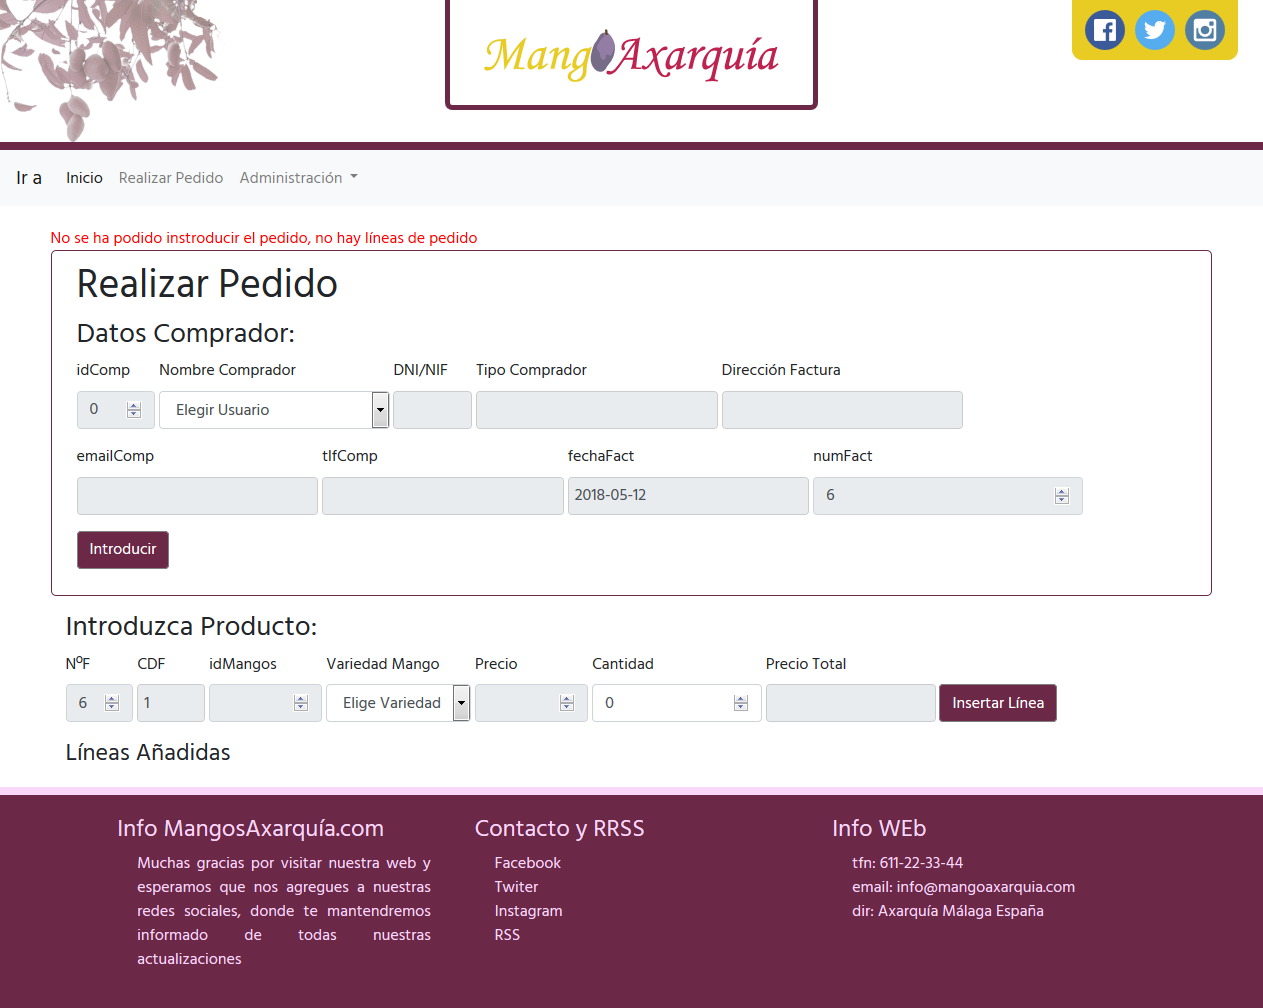 Mang Axarquía
Ir a Inicio Realizar Pedido Administración
No se ha podido instroducir el pedido, no hay líneas de pedido
Realizar Pedido
Datos Comprador:
idComp Nombre Comprador DNI/NIF Tipo Comprador Dirección Factura
0 Elegir Usuario
emailComp tlfComp fechaFact numFact
2018-05-12 6
Introducir
Introduzca Producto:
NºF CDF idMangos Variedad Mango Precio Cantidad Precio Total
6 1 Elige Variedad 0 Insertar Línea
Líneas Añadidas
Info MangosAxarquía.com
Muchas gracias por visitar nuestra web y
esperamos que nos agregues a nuestras
redes sociales, donde te mantendremos
informado de todas nuestras
actualizaciones
Contacto y RRSS
Facebook
Twiter
Instagram
RSS
Info WEb
tfn: 611-22-33-44
email: info@mangoaxarquia.com
dir: Axarquía Málaga España